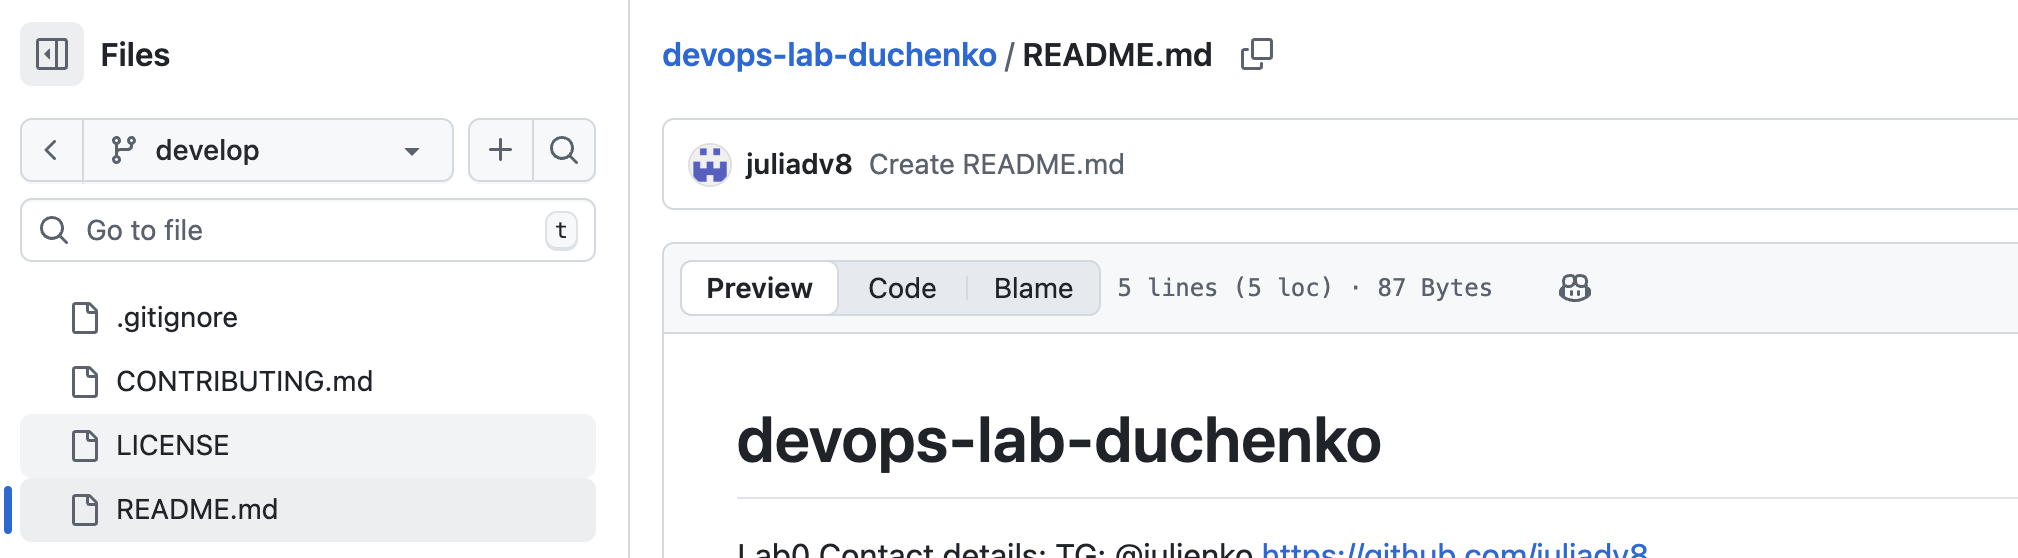 Files
develop
Go to file
t
.gitignore
CONTRIBUTING.md
LICENSE
README.md
devops-lab-duchenko / README.md
juliadv8 Create README.md
Preview Code Blame 5 lines (5 loc) · 87 Bytes
devops-lab-duchenko
Lab0 Contact details: TG: @julienko https://github.com/juliadv8